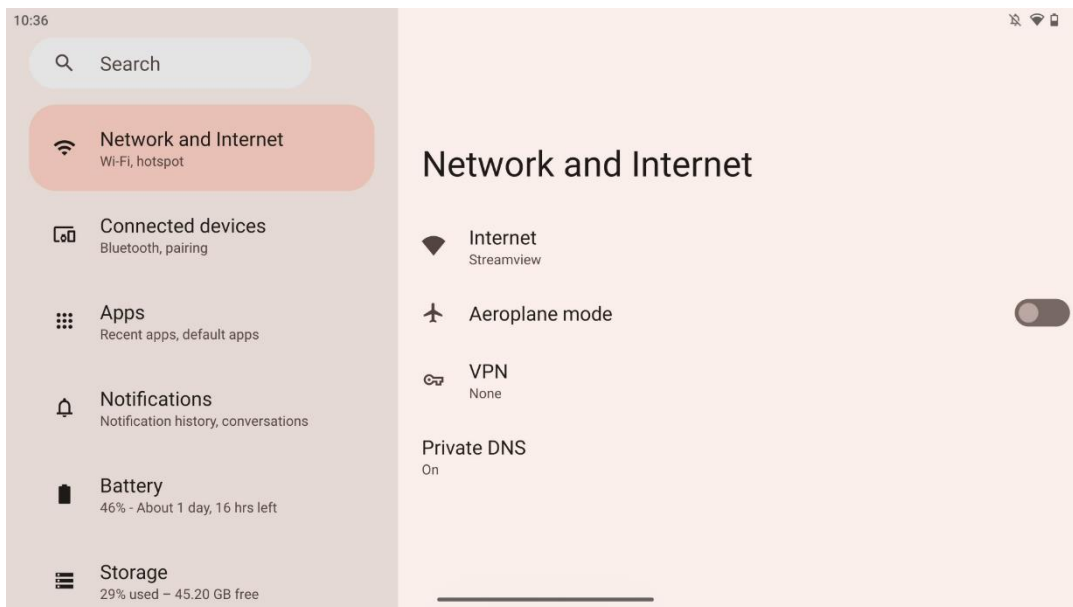 10:36
Search
Network and Internet
Wi-Fi, hotspot
Connected devices
Bluetooth, pairing
Apps
Recent apps, default apps
Notifications
Notification history, conversations
Battery
46% - About 1 day, 16 hrs left
Storage
29% used – 45.20 GB free
Network and Internet
Internet
Streamview
Aeroplane mode
VPN
None
Private DNS
On